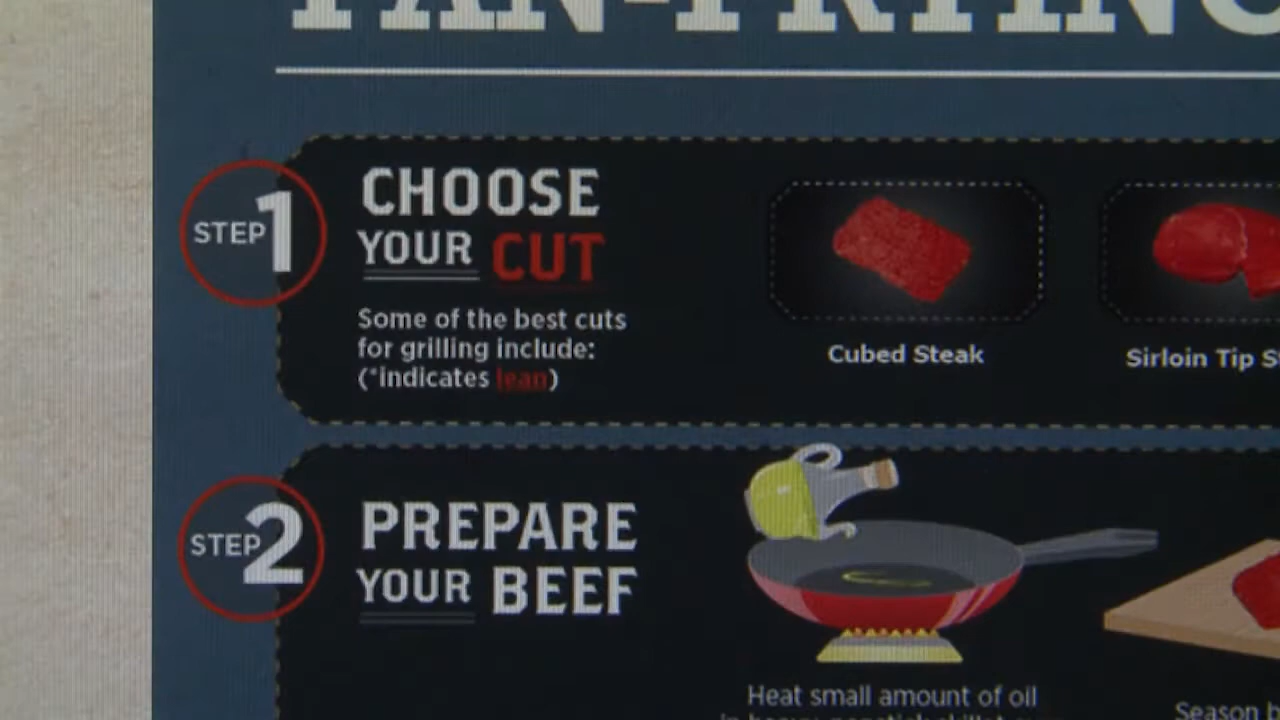 PAN-FRYING
STEP 1
CHOOSE
YOUR CUT
Some of the best cuts
for grilling include:
(*indicates lean)
Cubed Steak
Sirloin Tip
STEP 2
PREPARE
YOUR BEEF
Heat small amount of oil
Season